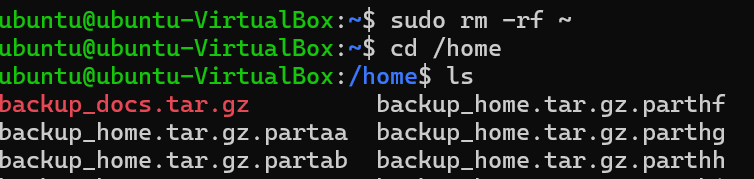 ubuntu@ubuntu-VirtualBox:~$ sudo rm -rf ~
ubuntu@ubuntu-VirtualBox:~$ cd /home
ubuntu@ubuntu-VirtualBox:/home$ ls
backup_docs.tar.gz backup_home.tar.gz.parthf
backup_home.tar.gz.partaa backup_home.tar.gz.parthg
backup_home.tar.gz.partab backup_home.tar.gz.parthh